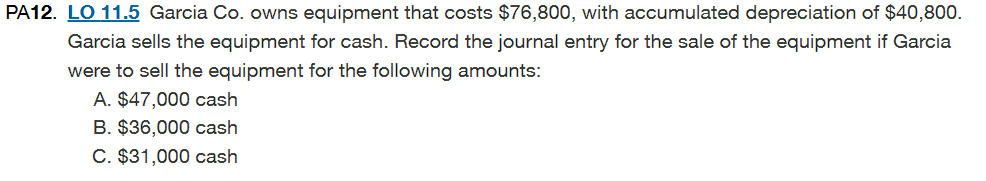 PA12. LO 11.5 Garcia Co. owns equipment that costs $76,800, with accumulated depreciation of $40,800.
Garcia sells the equipment for cash. Record the journal entry for the sale of the equipment if Garcia
were to sell the equipment for the following amounts:
A. $47,000 cash
B. $36,000 cash
C. $31,000 cash